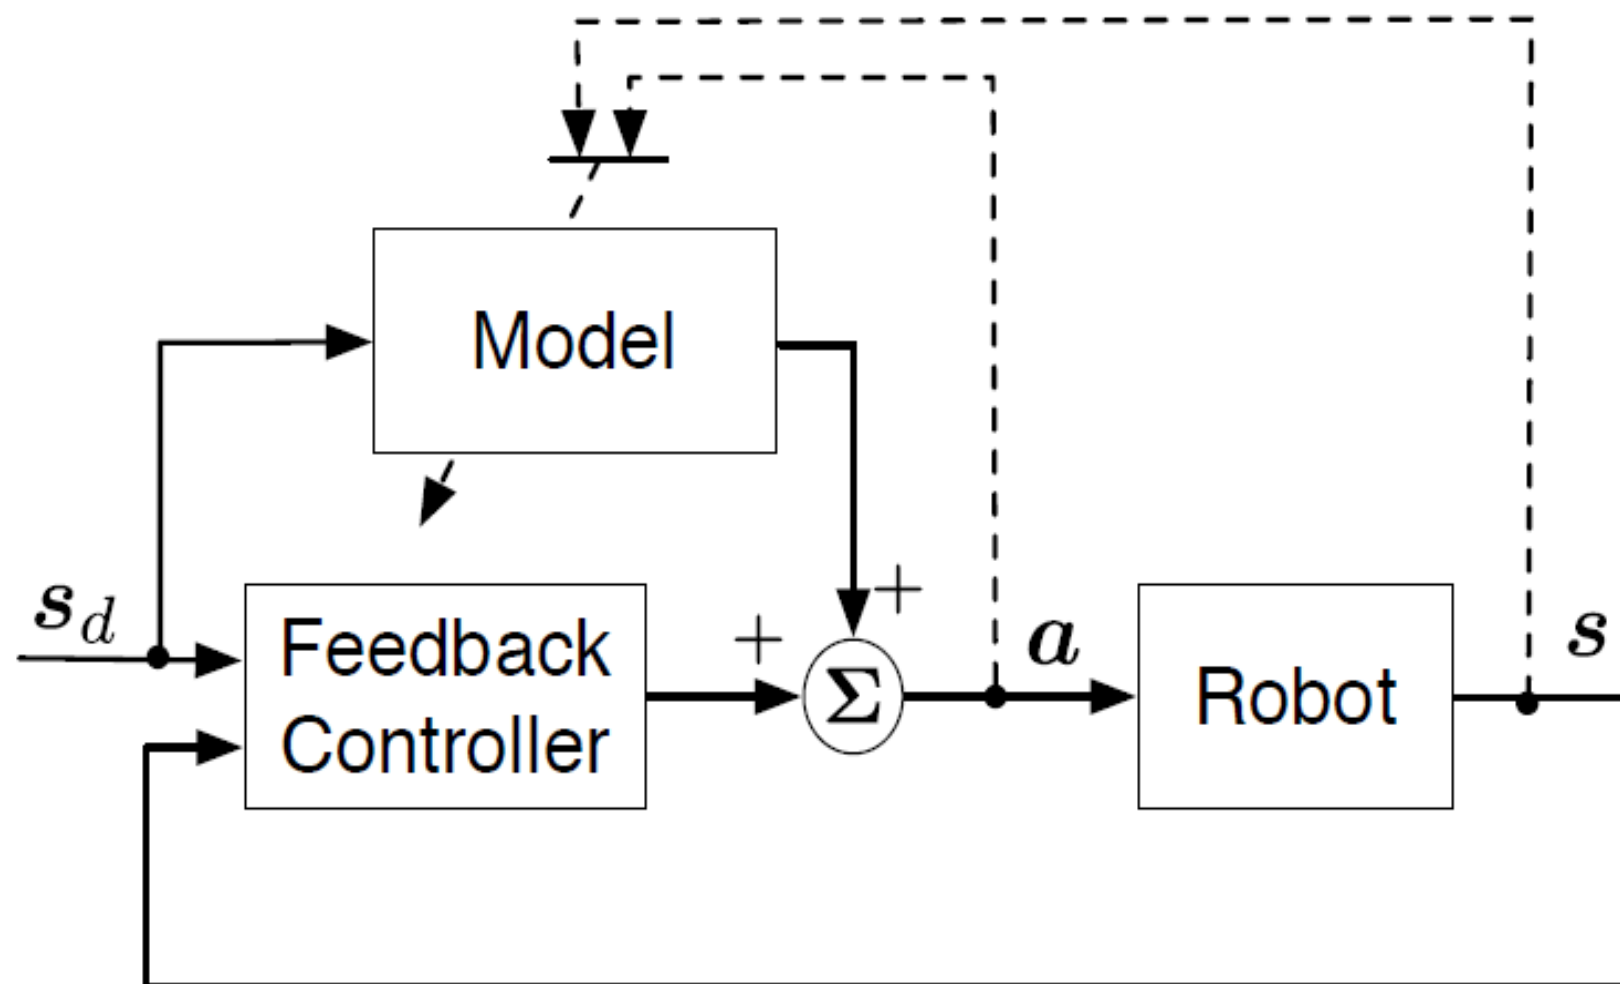 Model
s_d
Feedback
Controller
+
+
Σ
a
Robot
s